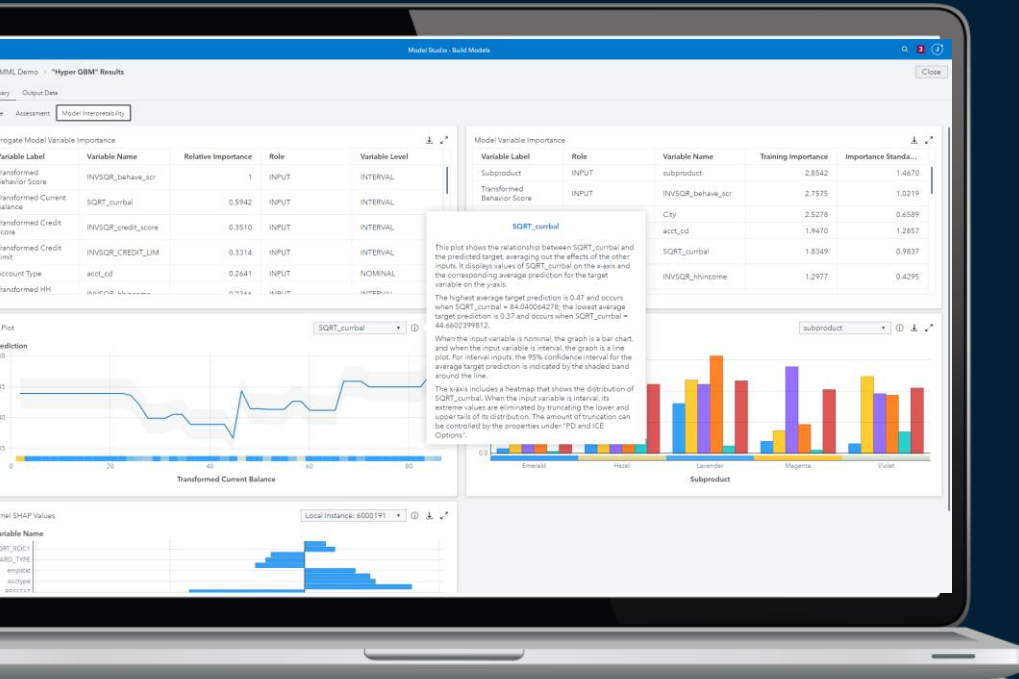 Model Studio - Build Models
3
MML Demo / "Hyper GBM" Results
Close
Output Data
Assessment
Model Interpretability
Surrogate Model Variable Importance
Variable Label Variable Name Relative Importance Role Variable Level
Transformed Behavior Score INVSQR_behave_scr 1 INPUT INTERVAL
Transformed Current Balance SQRT_currbal 0.5942 INPUT INTERVAL
Transformed Credit Score INVSQR_credit_score 0.3510 INPUT INTERVAL
Transformed Credit Limit INVSQR_CREDIT_LIM 0.3314 INPUT INTERVAL
Account Type acct_cd 0.2641 INPUT NOMINAL
Transformed HH
Model Variable Importance
Variable Label Role Variable Name Training Importance Importance Standa...
Subproduct INPUT subproduct 2.8542 1.4670
Transformed Behavior Score INPUT INVSQR_behave_scr 2.7575 1.0219
City 2.5278 0.6589
acct_cd 1.9470 1.2857
SQRT_currbal 1.8349 0.9837
INVSQR_hhincome 1.2977 0.4295
SQRT_currbal
This plot shows the relationship between SQRT_currbal and
the predicted target, averaging out the effects of the other
inputs. It displays values of SQRT_currbal on the x-axis and
the corresponding average prediction for the target
variable on the y-axis.
The highest average target prediction is 0.47 and occurs
when SQRT_currbal = 84.040064278; the lowest average
target prediction is 0.37 and occurs when SQRT_currbal =
44.6602399812.
When the input variable is nominal, the graph is a bar chart,
and when the input variable is interval, the graph is a line
plot. For interval inputs, the 95% confidence interval for the
average target prediction is indicated by the shaded band
around the line.
The x-axis includes a heatmap that shows the distribution of
SQRT_currbal. When the input variable is interval, its
extreme values are eliminated by truncating the lower and
upper tails of its distribution. The amount of truncation can
be controlled by the properties under "PD and ICE
Options".
Plot
SQRT_currbal
0 20 40 60 80
Transformed Current Balance
subproduct
0.3
Emerald Hazel Lavender Magenta Violet
Subproduct
SHAP Values
Local Instance: 6000191
Variable Name
empstat
occtype